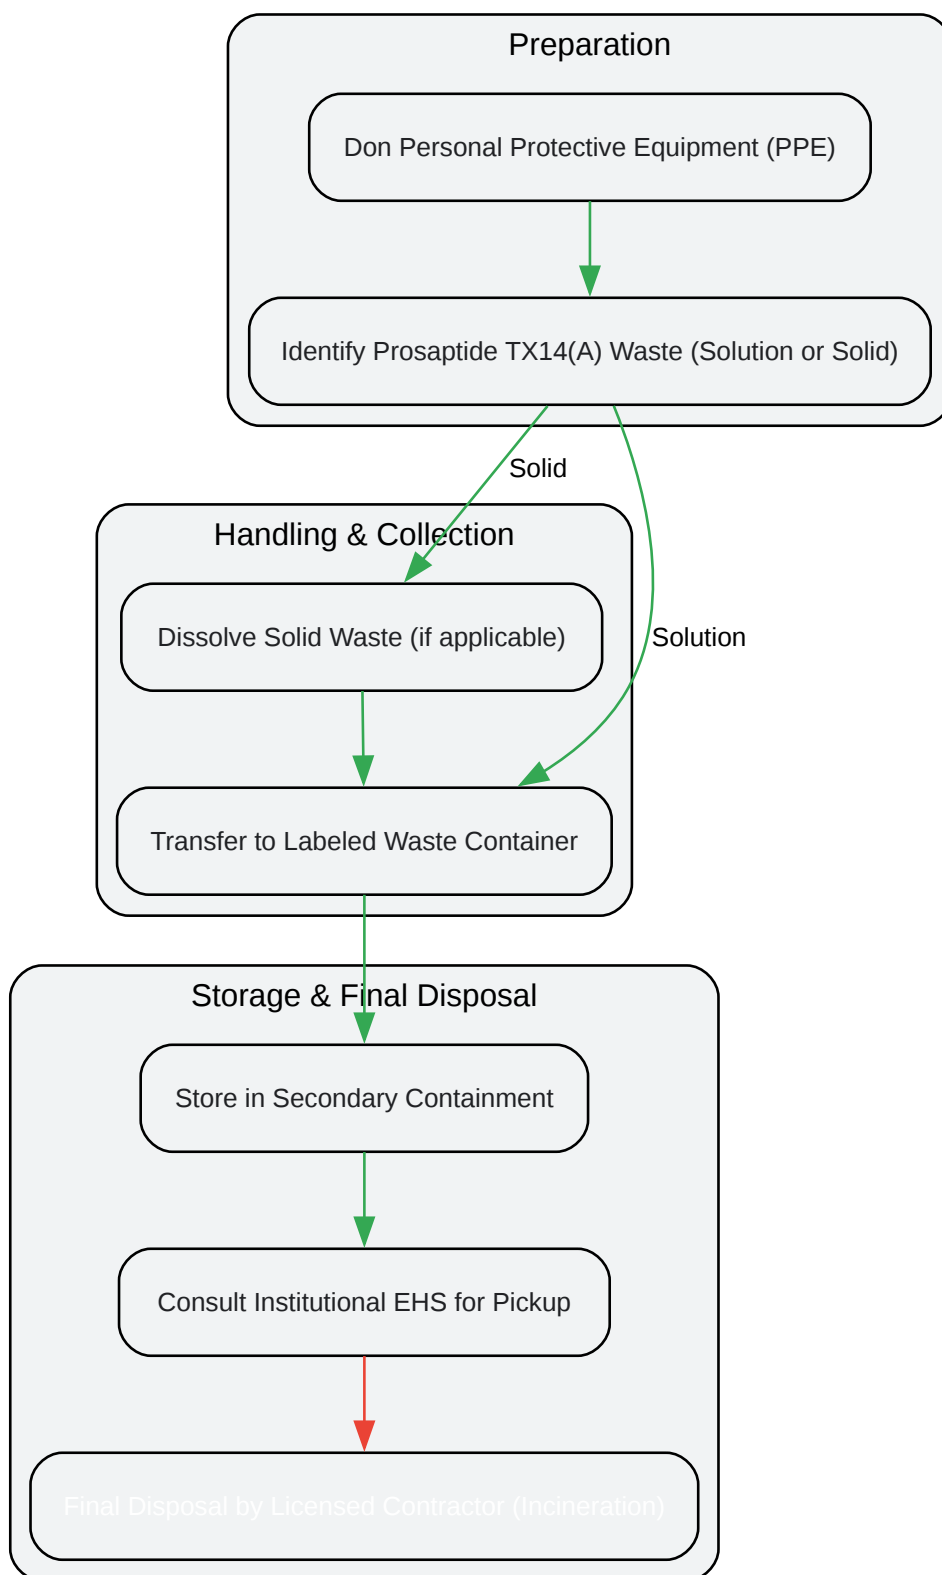 Preparation
Don Personal Protective Equipment (PPE)
Identify Prosaptide TX14(A) Waste (Solution or Solid)
Solid
Handling & Collection
Dissolve Solid Waste (if applicable)
Solution
Transfer to Labeled Waste Container
Storage & Final Disposal
Store in Secondary Containment
Consult Institutional EHS for Pickup
Final Disposal by Licensed Contractor (Incineration)